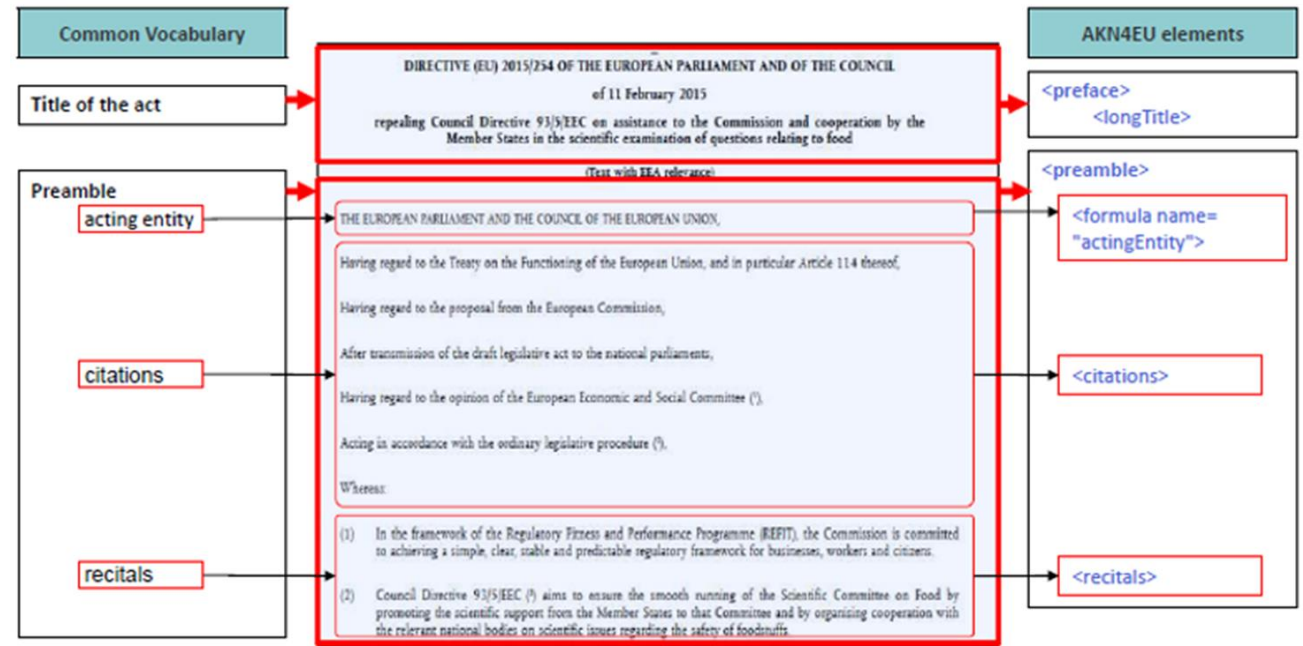 Common Vocabulary
AKN4EU elements
Title of the act
DIRECTIVE (EU) 2015/254 OF THE EUROPEAN PARLIAMENT AND OF THE COUNCIL
of 11 February 2015
repealing Council Directive 93/5/EEC on assistance to the Commission and cooperation by the
Member States in the scientific examination of questions relating to food
<preface>
<longTitle>
(Text with EEA relevance)
Preamble
acting entity
citations
recitals
THE EUROPEAN PARLIAMENT AND THE COUNCIL OF THE EUROPEAN UNION,
Having regard to the Treaty on the Functioning of the European Union, and in particular Article 114 thereof,
Having regard to the proposal from the European Commission,
After transmission of the draft legislative act to the national parliaments,
Having regard to the opinion of the European Economic and Social Committee (¹),
Acting in accordance with the ordinary legislative procedure (²),
Whereas:
(1) In the framework of the Regulatory Fitness and Performance Programme (REFIT), the Commission is committed
to achieving a simple, clear, stable and predictable regulatory framework for businesses, workers and citizens.
(2) Council Directive 93/5/EEC (³) aims to ensure the smooth running of the Scientific Committee on Food by
promoting the scientific support from the Member States to that Committee and by organising cooperation with
the relevant national bodies on scientific issues regarding the safety of foodstuffs.
<preamble>
<formula name=
"actingEntity">
<citations>
<recitals>